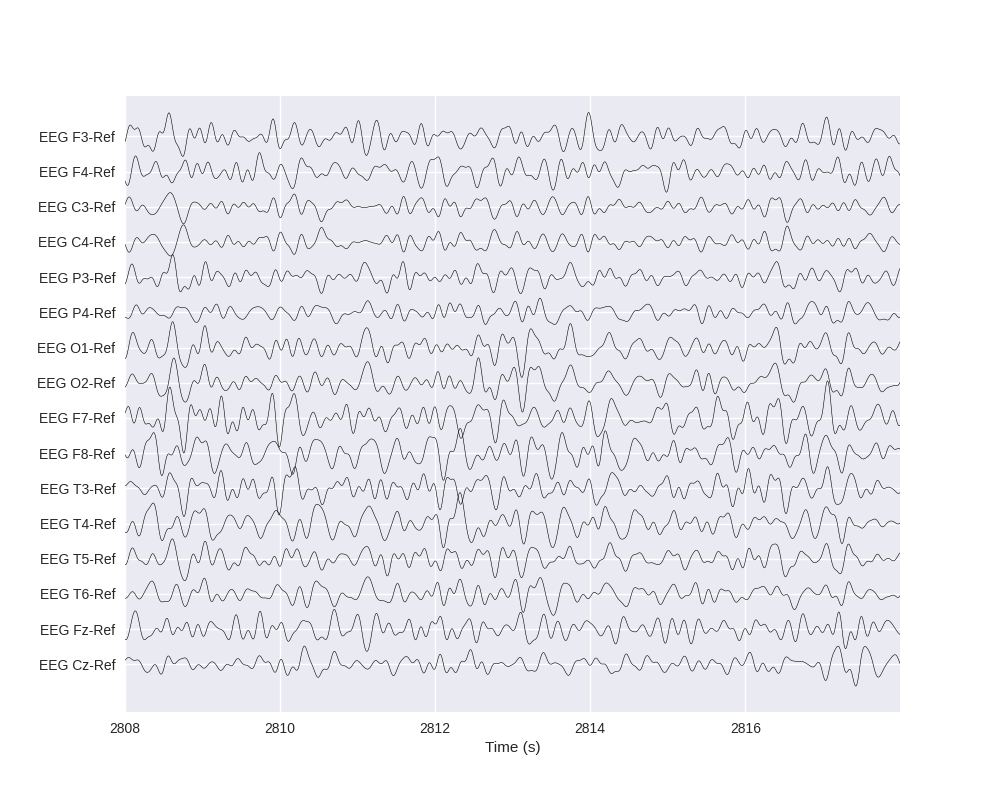 EEG F3-Ref
EEG F4-Ref
EEG C3-Ref
EEG C4-Ref
EEG P3-Ref
EEG P4-Ref
EEG O1-Ref
EEG O2-Ref
EEG F7-Ref
EEG F8-Ref
EEG T3-Ref
EEG T4-Ref
EEG T5-Ref
EEG T6-Ref
EEG Fz-Ref
EEG Cz-Ref
2808 2810 2812 2814 2816
Time (s)